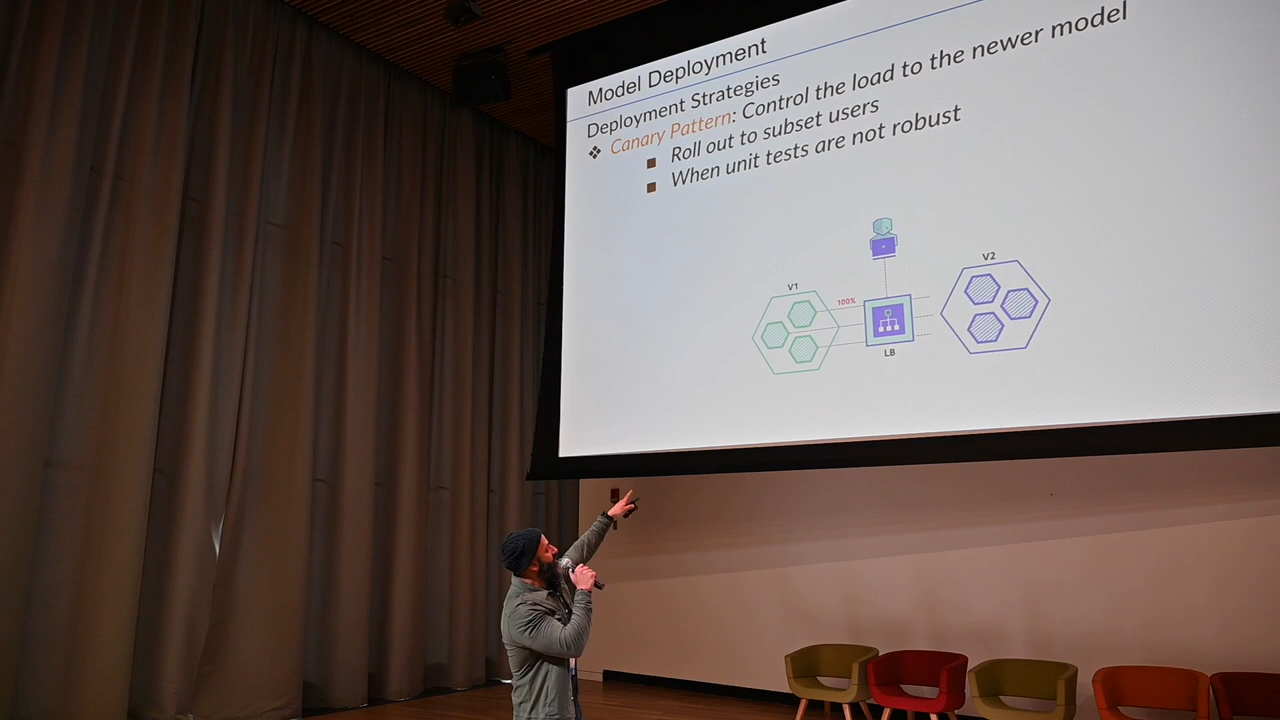 Model Deployment
Deployment Strategies
❖ Canary Pattern: Control the load to the newer model
■ Roll out to subset users
■ When unit tests are not robust
V1
100%
LB
V2